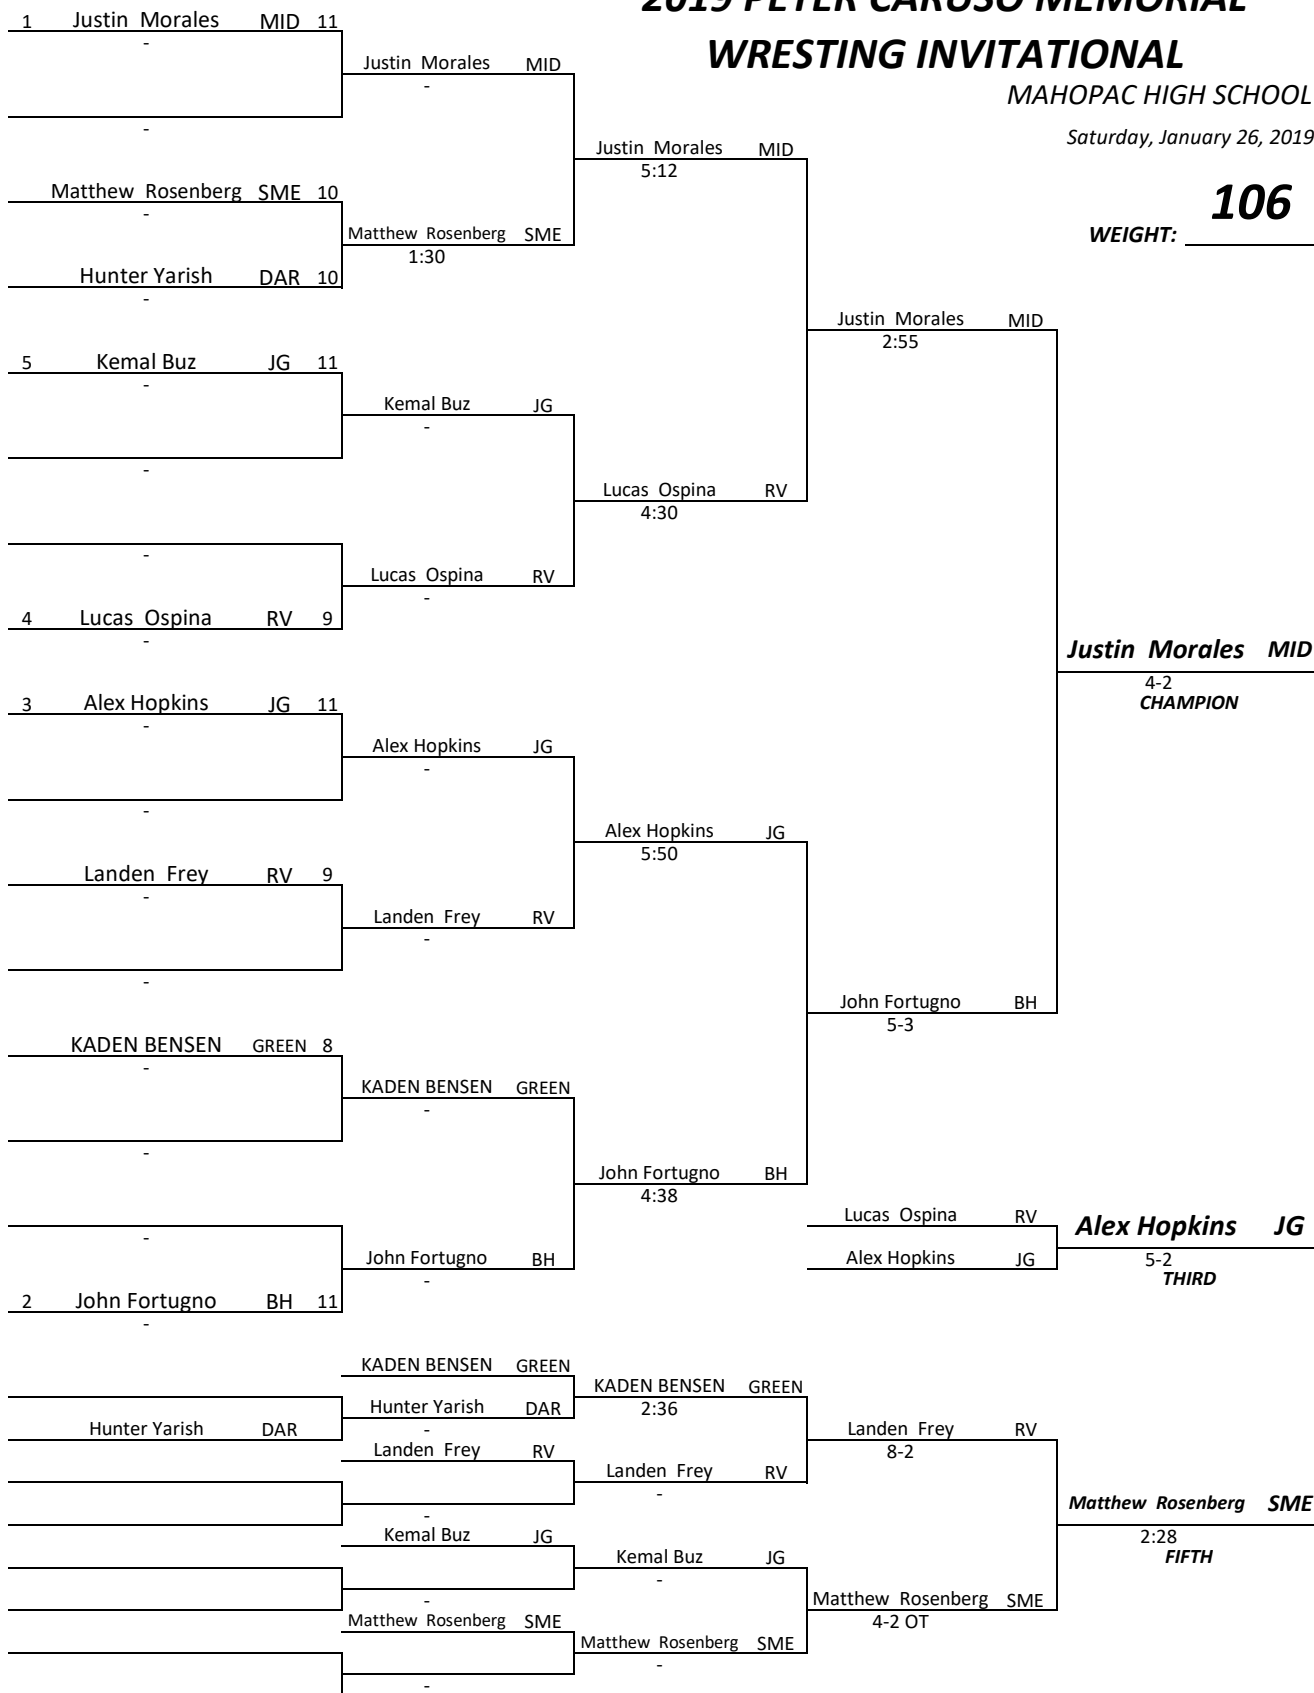 2019 PETER CARUSO MEMORIAL
WRESTING INVITATIONAL
MAHOPAC HIGH SCHOOL
Saturday, January 26, 2019
106
WEIGHT:
1 Justin Morales MID 11
-
Justin Morales MID
-
-
Justin Morales MID
5:12
Matthew Rosenberg SME 10
-
Matthew Rosenberg SME
1:30
Hunter Yarish DAR 10
-
Justin Morales MID
2:55
5 Kemal Buz JG 11
-
Kemal Buz JG
-
-
Lucas Ospina RV
4:30
-
Lucas Ospina RV
-
4 Lucas Ospina RV 9
-
Justin Morales MID
4-2
CHAMPION
3 Alex Hopkins JG 11
-
Alex Hopkins JG
-
-
Alex Hopkins JG
5:50
Landen Frey RV 9
-
Landen Frey RV
-
-
John Fortugno BH
5-3
KADEN BENSEN GREEN 8
-
KADEN BENSEN GREEN
-
-
John Fortugno BH
4:38
Lucas Ospina RV
-
Alex Hopkins JG
5-2
THIRD
John Fortugno BH
-
Alex Hopkins JG
2 John Fortugno BH 11
-
KADEN BENSEN GREEN
KADEN BENSEN GREEN
2:36
Hunter Yarish DAR
-
Hunter Yarish DAR
Landen Frey RV
8-2
Landen Frey RV
Landen Frey RV
-
-
Matthew Rosenberg SME
2:28
FIFTH
Kemal Buz JG
Kemal Buz JG
-
-
Matthew Rosenberg SME
4-2 OT
Matthew Rosenberg SME
Matthew Rosenberg SME
-
-